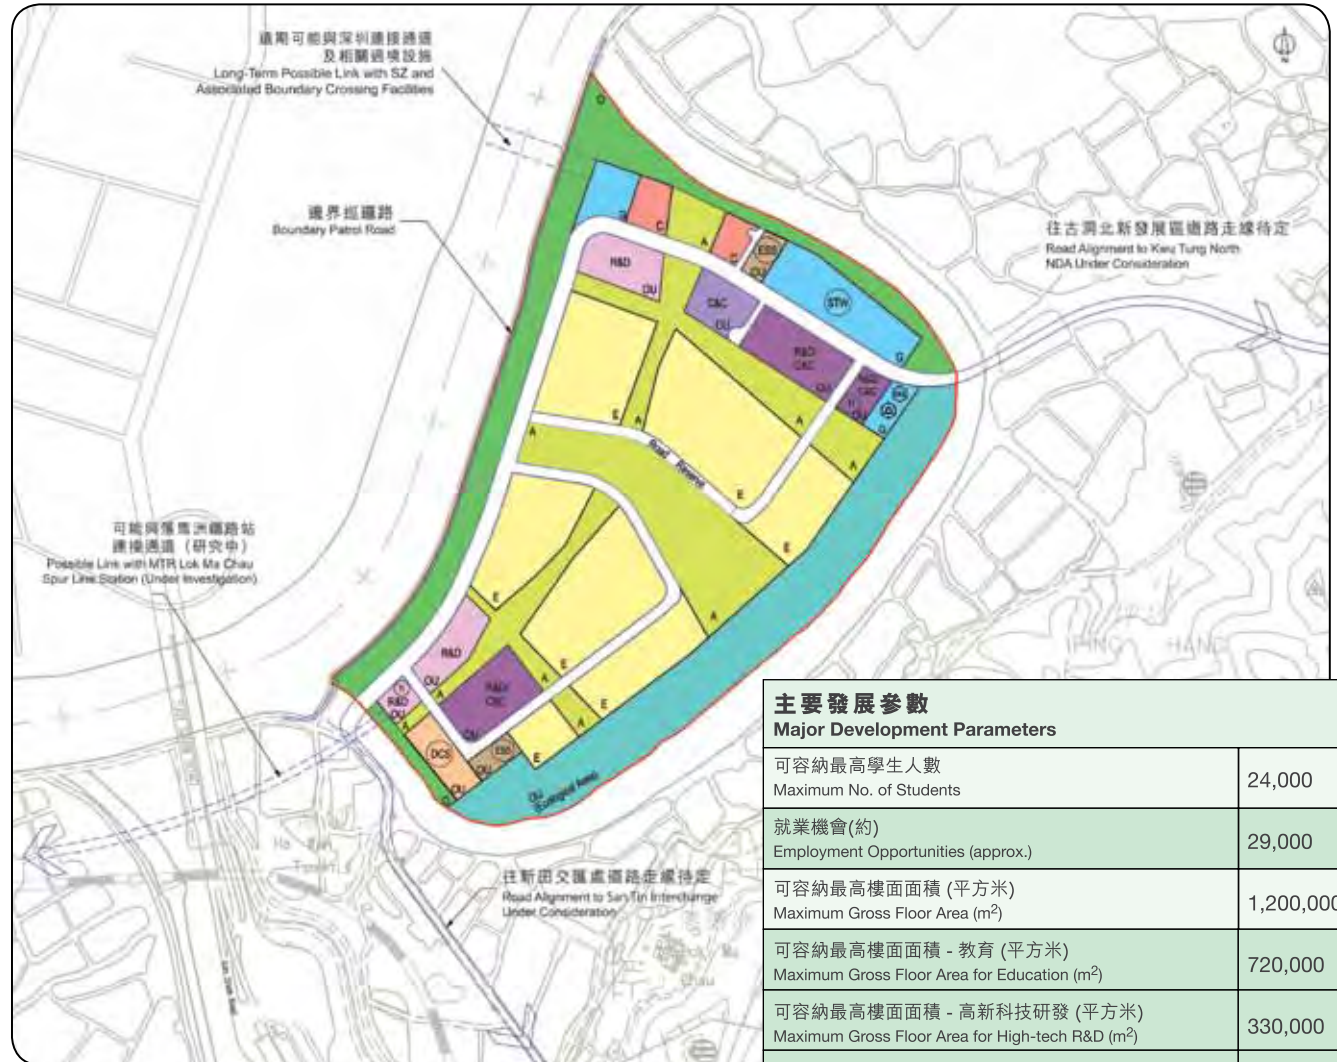 遠期可能與深圳連接通道
及相關過境設施
Long-Term Possible Link with SZ and
Associated Boundary Crossing Facilities
N
邊界巡邏路
Boundary Patrol Road
往古洞北新發展區道路走線待定
Road Alignment to Kwu Tung North
NDA Under Consideration
可能與落馬洲鐵路站
連接通道（研究中）
Possible Link with MTR Lok Ma Chau
Spur Line Station (Under Investigation)
O
G
C
A
C
ESS
OU
STW
G
R&D
OU
C&C
OU
R&D/
C&C
OU
R&D/
C&C
OU
G
E
A
A
A
A
E
E
Road Reserve
E
A
R&D
OU
A
R&D/
C&C
OU
A
E
E
A
E
R&D
OU
A
DCS
OU
ESS
OU
O
OU
(Ecological Area)
往新田交匯處道路走線待定
Road Alignment to San Tin Interchange
Under Consideration
主要發展參數
Major Development Parameters
可容納最高學生人數
Maximum No. of Students
24,000
就業機會(約)
Employment Opportunities (approx.)
29,000
可容納最高樓面面積 (平方米)
Maximum Gross Floor Area (m²)
1,200,000
可容納最高樓面面積 - 教育 (平方米)
Maximum Gross Floor Area for Education (m²)
720,000
可容納最高樓面面積 - 高新科技研發 (平方米)
Maximum Gross Floor Area for High-tech R&D (m²)
330,000